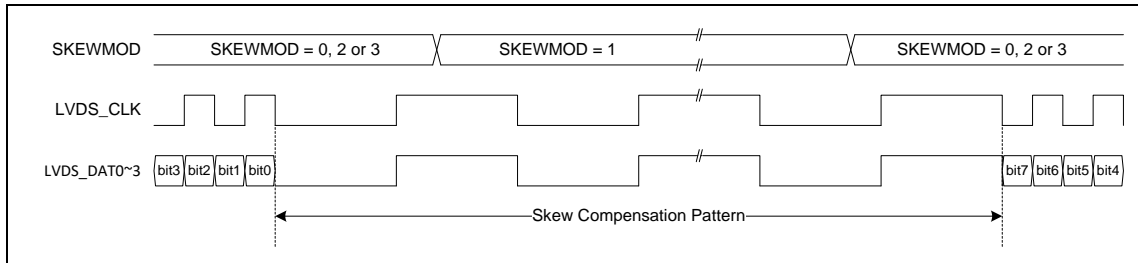 SKEWMOD SKEWMOD = 0, 2 or 3 SKEWMOD = 1 SKEWMOD = 0, 2 or 3
LVDS_CLK
LVDS_DAT0~3 bit3 bit2 bit1 bit0 bit7 bit6 bit5 bit4
Skew Compensation Pattern